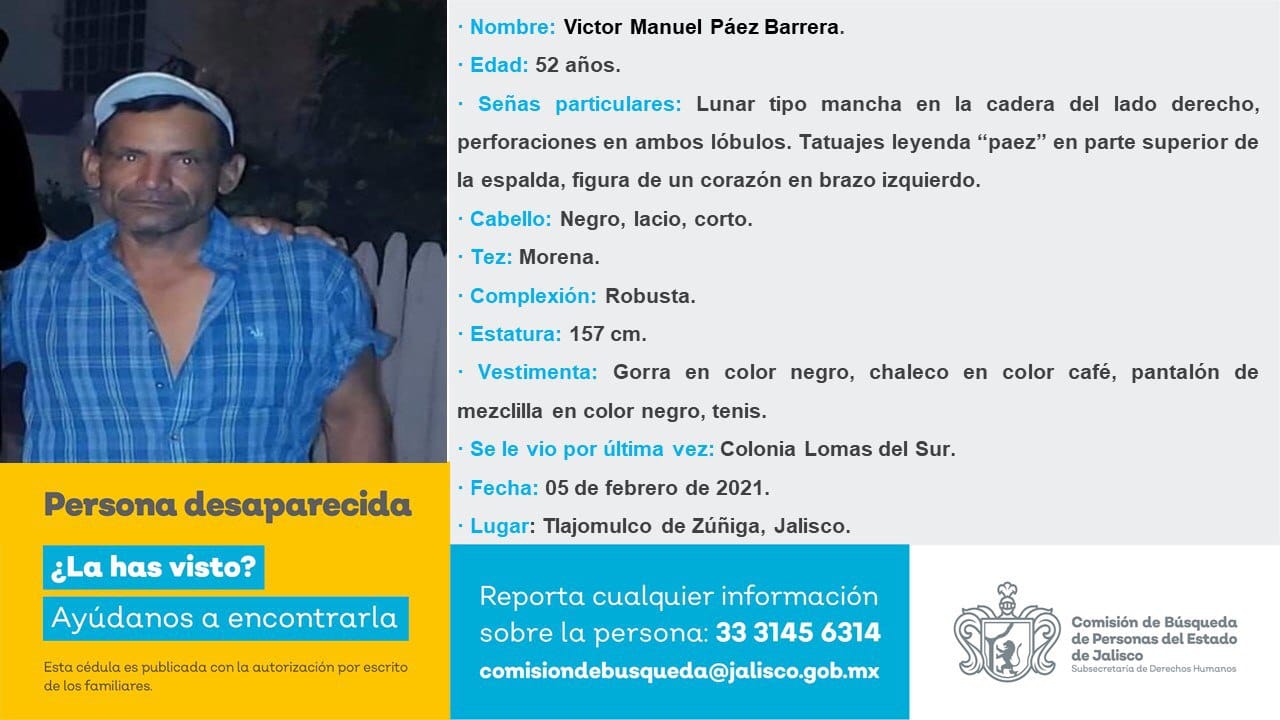 · Nombre: Victor Manuel Páez Barrera.
· Edad: 52 años.
· Señas particulares: Lunar tipo mancha en la cadera del lado derecho,
perforaciones en ambos lóbulos. Tatuajes leyenda “paez” en parte superior de
la espalda, figura de un corazón en brazo izquierdo.
· Cabello: Negro, lacio, corto.
· Tez: Morena.
· Complexión: Robusta.
· Estatura: 157 cm.
· Vestimenta: Gorra en color negro, chaleco en color café, pantalón de
mezclilla en color negro, tenis.
· Se le vio por última vez: Colonia Lomas del Sur.
· Fecha: 05 de febrero de 2021.
· Lugar: Tlajomulco de Zúñiga, Jalisco.
Persona desaparecida
¿La has visto?
Ayúdanos a encontrarla
Esta cédula es publicada con la autorización por escrito
de los familiares.
Reporta cualquier información
sobre la persona: 33 3145 6314
comisiondebusqueda@jalisco.gob.mx
Comisión de Búsqueda
de Personas del Estado
de Jalisco
Subsecretaría de Derechos Humanos